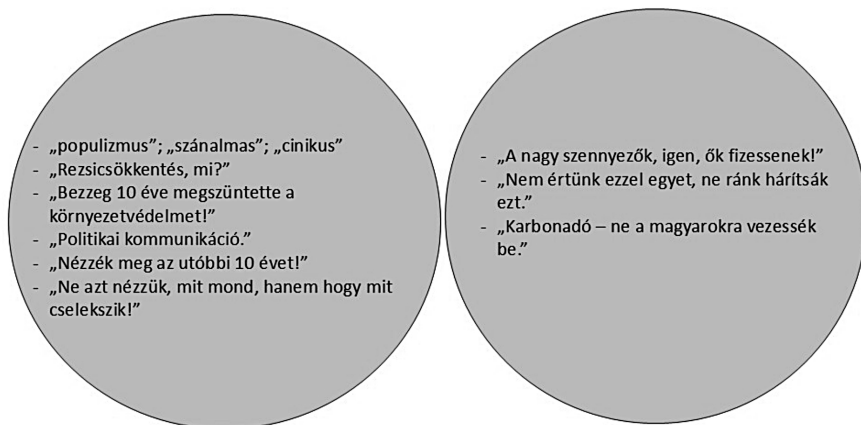 - „populizmus”; „szánalmas”; „cinikus”
- „Rezsicsökkentés, mi?”
- „Bezzeg 10 éve megszüntette a
környezetvédelmet!”
- „Politikai kommunikáció.”
- „Nézzék meg az utóbbi 10 évet!”
- „Ne azt nézzük, mit mond, hanem hogy mit
cselekszik!”
- „A nagy szennyezők, igen, ők fizessenek!”
- „Nem értünk ezzel egyet, ne ránk hárítsák
ezt.”
- „Karbonadó – ne a magyarokra vezessék
be.”